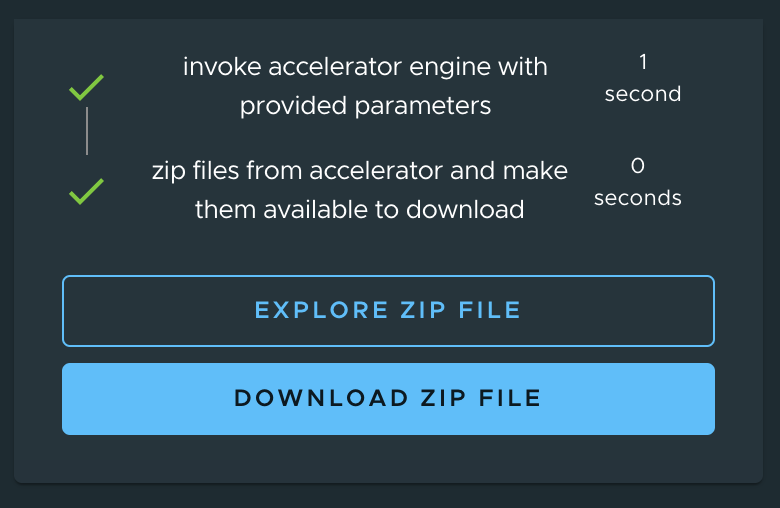 invoke accelerator engine with
provided parameters
1
second
zip files from accelerator and make
them available to download
0
seconds
EXPLORE ZIP FILE
DOWNLOAD ZIP FILE